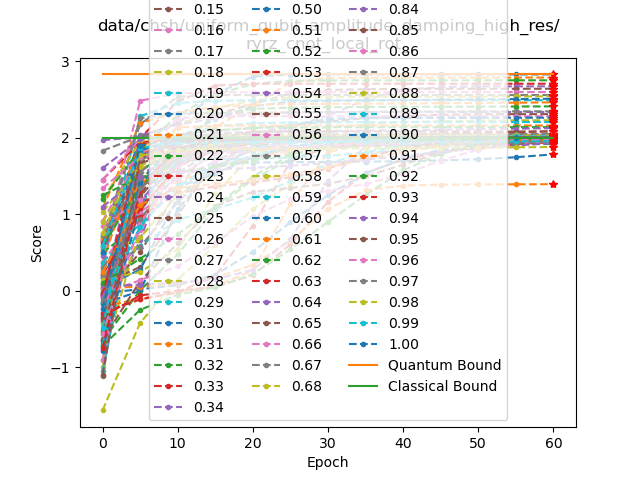 data/chsh/uniform_qubit_amplitude_damping_high_res/
ryrz_cnot_local_rot
3
2
1
0
−1
Score
0.15 0.50 0.84
0.16 0.51 0.85
0.17 0.52 0.86
0.18 0.53 0.87
0.19 0.54 0.88
0.20 0.55 0.89
0.21 0.56 0.90
0.22 0.57 0.91
0.23 0.58 0.92
0.24 0.59 0.93
0.25 0.60 0.94
0.26 0.61 0.95
0.27 0.62 0.96
0.28 0.63 0.97
0.29 0.64 0.98
0.30 0.65 0.99
0.31 0.66 1.00
0.32 0.67 Quantum Bound
0.33 0.68 Classical Bound
0.34
0 10 20 30 40 50 60
Epoch